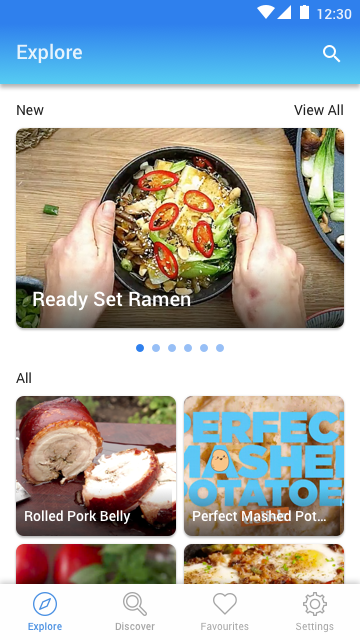 12:30
Explore
New
View All
Ready Set Ramen
All
Rolled Pork Belly
PERFECT
MASHED
POTATOES
Perfect Mashed Pot...
Explore
Discover
Favourites
Settings